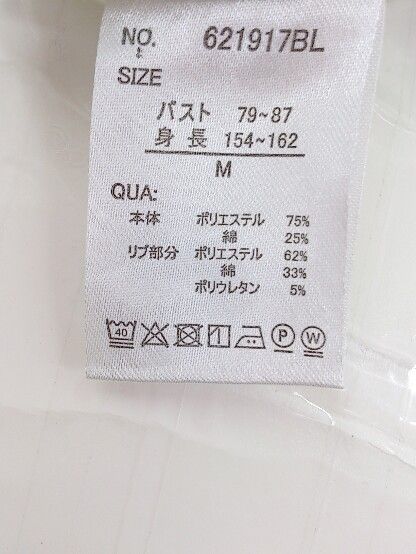 NO. 621917BL
SIZE
バスト 79~87
身長 154~162
M
QUA:
本体 ポリエステル 75%
綿 25%
リブ部分 ポリエステル 62%
綿 33%
ポリウレタン 5%
40 P W